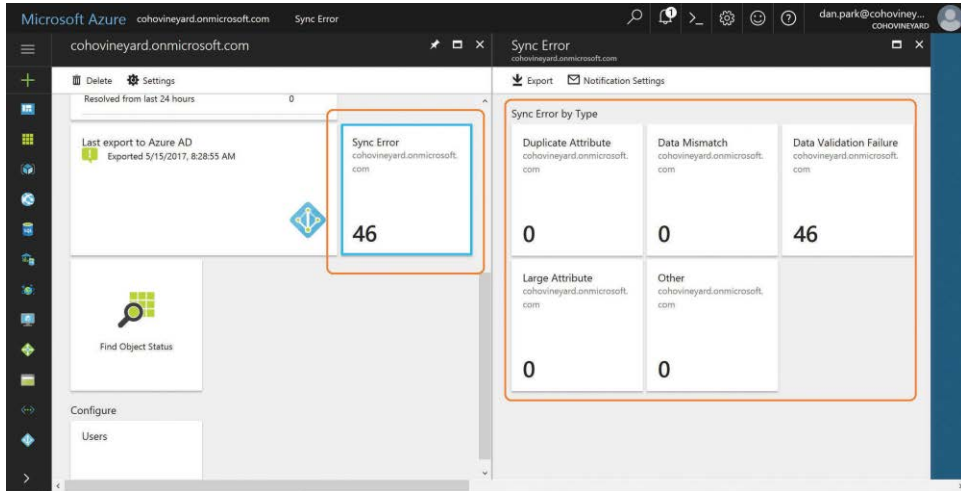 Microsoft Azure cohovineyard.onmicrosoft.com Sync Error
1
dan.park@cohoviney...
COHOVINEYARD
cohovineyard.onmicrosoft.com
Delete Settings
Resolved from last 24 hours 0
Last export to Azure AD
Exported 5/15/2017, 8:28:55 AM
Sync Error
cohovineyard.onmicrosoft.
com
46
Find Object Status
Configure
Users
Sync Error
cohovineyard.onmicrosoft.com
Export Notification Settings
Sync Error by Type
Duplicate Attribute
cohovineyard.onmicrosoft.
com
0
Data Mismatch
cohovineyard.onmicrosoft.
com
0
Data Validation Failure
cohovineyard.onmicrosoft.
com
46
Large Attribute
cohovineyard.onmicrosoft.
com
0
Other
cohovineyard.onmicrosoft.
com
0